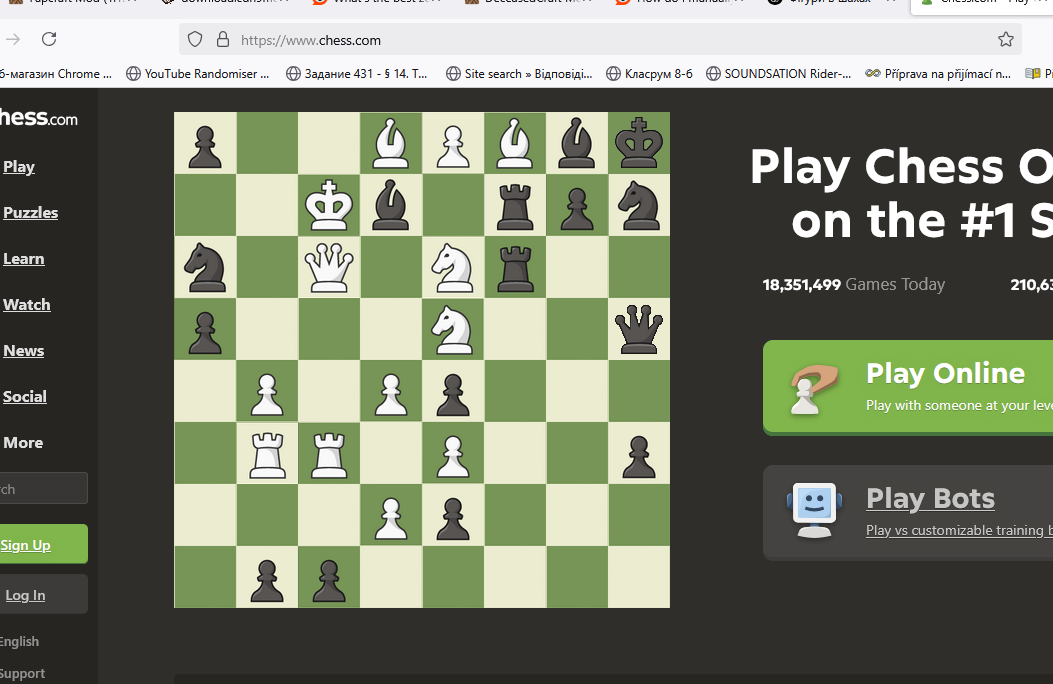 https://www.chess.com
б-магазин Chrome ...
YouTube Randomiser ...
Задание 431 - § 14. Т...
Site search » Відповіді...
Класрум 8-б
SOUNDSATION Rider-...
Příprava na přijímací n...
hess.com
Play
Puzzles
Learn
Watch
News
Social
More
rch
Sign Up
Log In
English
Support
Play Chess O
on the #1 S
18,351,499 Games Today
210,63
Play Online
Play with someone at your leve
Play Bots
Play vs customizable training b